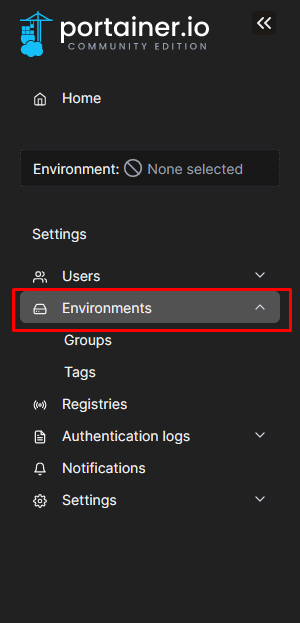 portainer.io
COMMUNITY EDITION
Home
Environment: None selected
Settings
Users
Environments
Groups
Tags
Registries
Authentication logs
Notifications
Settings